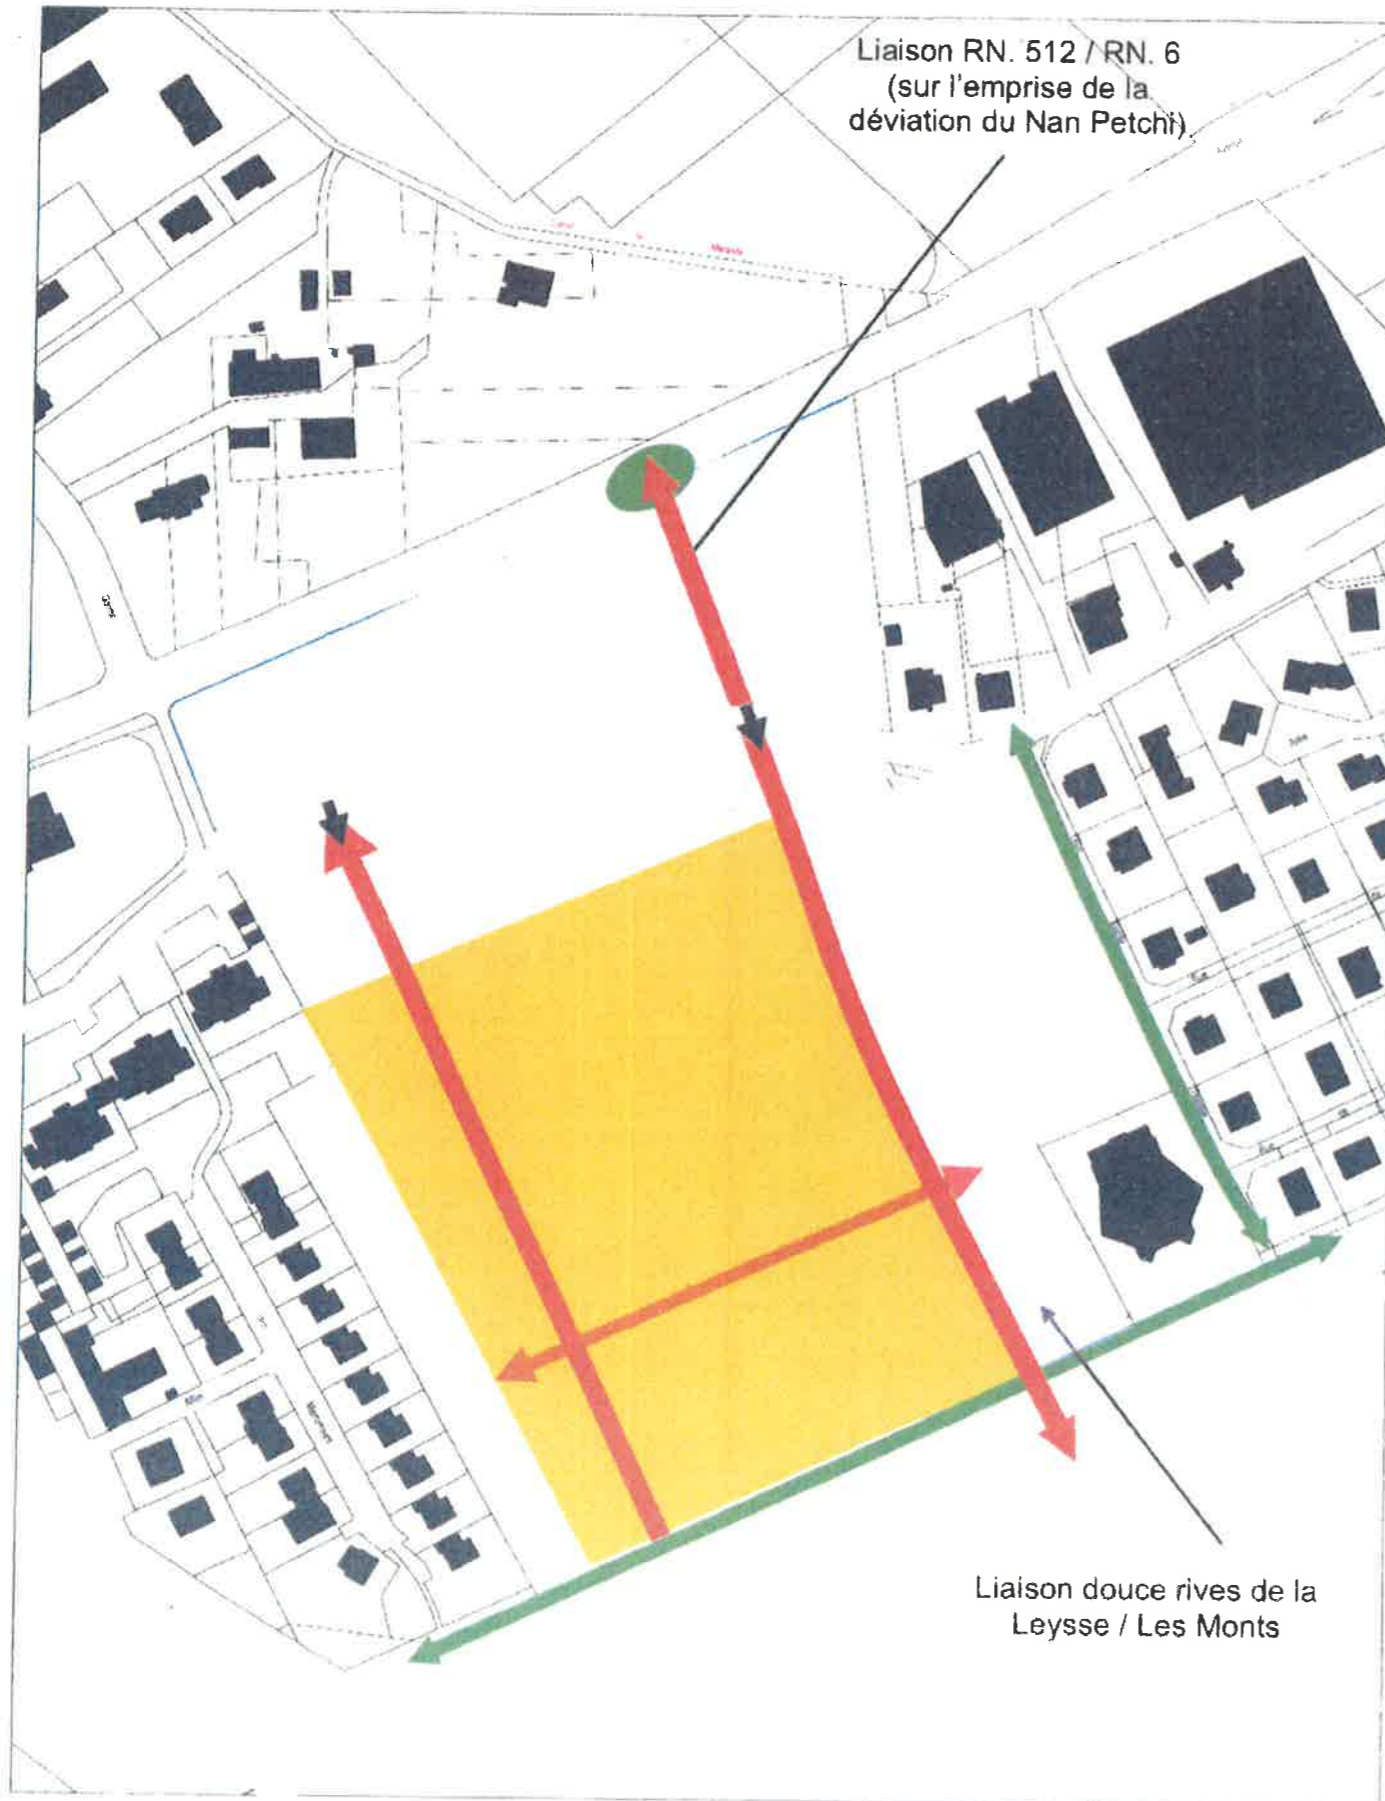 Liaison RN. 512 / RN. 6
(sur l'emprise de la
déviation du Nan Petchi)
Liaison douce rives de la
Leysse / Les Monts